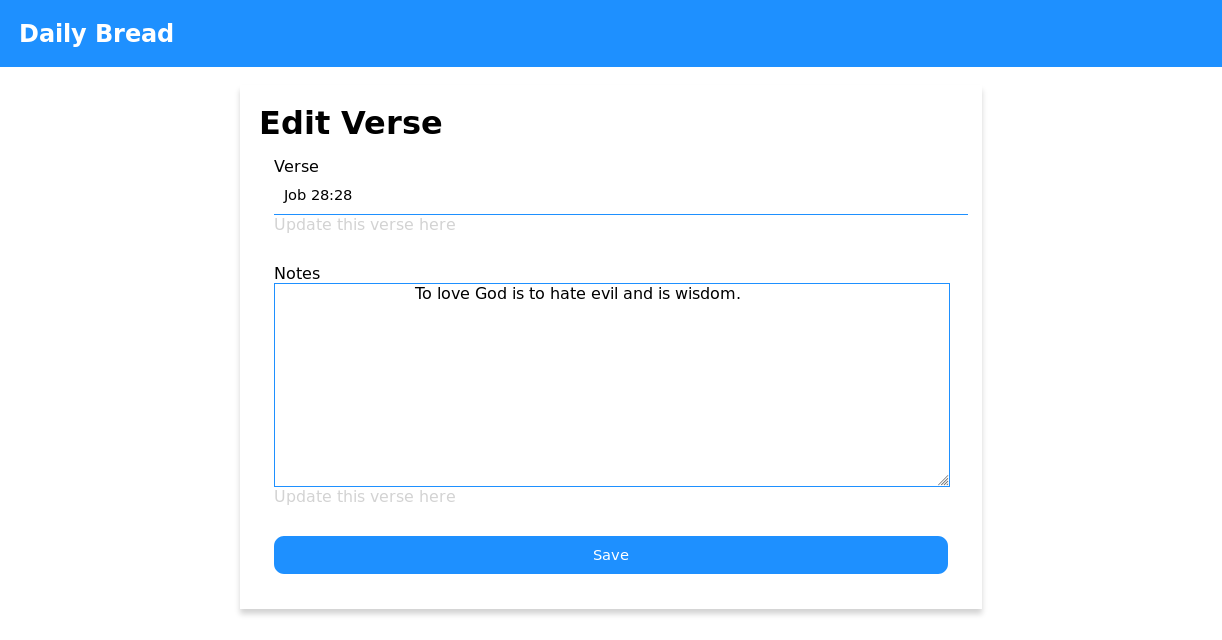 Daily Bread
Edit Verse
Verse
Job 28:28
Update this verse here
Notes
To love God is to hate evil and is wisdom.
Update this verse here
Save